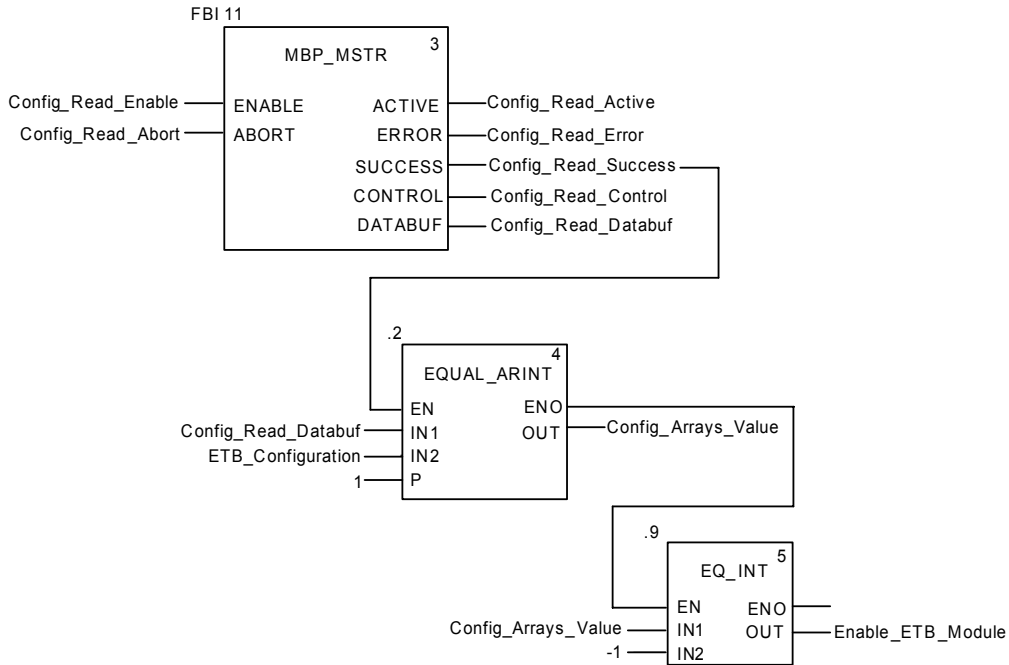 FBI 11
MBP_MSTR
3
Config_Read_Enable
ENABLE
ACTIVE
Config_Read_Active
Config_Read_Abort
ABORT
ERROR
Config_Read_Error
SUCCESS
Config_Read_Success
CONTROL
Config_Read_Control
DATABUF
Config_Read_Databuf
.2
4
EQUAL_ARINT
EN
ENO
Config_Read_Databuf
IN1
OUT
Config_Arrays_Value
ETB_Configuration
IN2
1
P
.9
5
EQ_INT
EN
ENO
Config_Arrays_Value
IN1
OUT
Enable_ETB_Module
-1
IN2